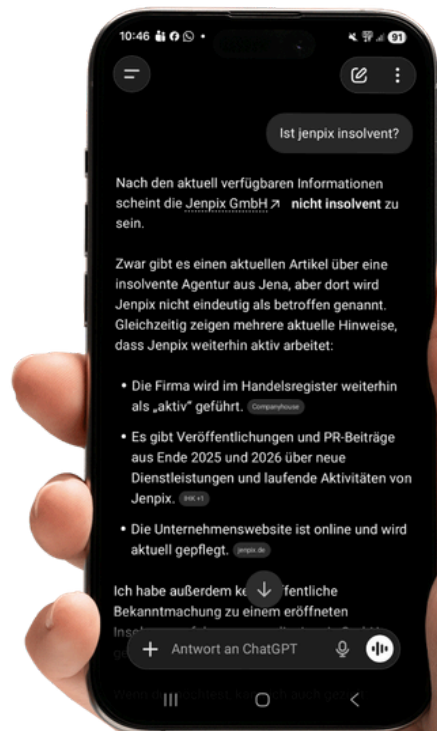 10:46
91
Ist jenpix insolvent?
Nach den aktuell verfügbaren Informationen
scheint die Jenpix GmbH↗ nicht insolvent zu
sein.
Zwar gibt es einen aktuellen Artikel über eine
insolvente Agentur aus Jena, aber dort wird
Jenpix nicht eindeutig als betroffen genannt.
Gleichzeitig zeigen mehrere aktuelle Hinweise,
dass Jenpix weiterhin aktiv arbeitet:
• Die Firma wird im Handelsregister weiterhin
als „aktiv“ geführt. Companyhouse
• Es gibt Veröffentlichungen und PR-Beiträge
aus Ende 2025 und 2026 über neue
Dienstleistungen und laufende Aktivitäten von
Jenpix. IHK +1
• Die Unternehmenswebsite ist online und wird
aktuell gepflegt. jenpix.de
Ich habe außerdem
Bekanntmachung zu einem eröffneten
Antwort an ChatGPT